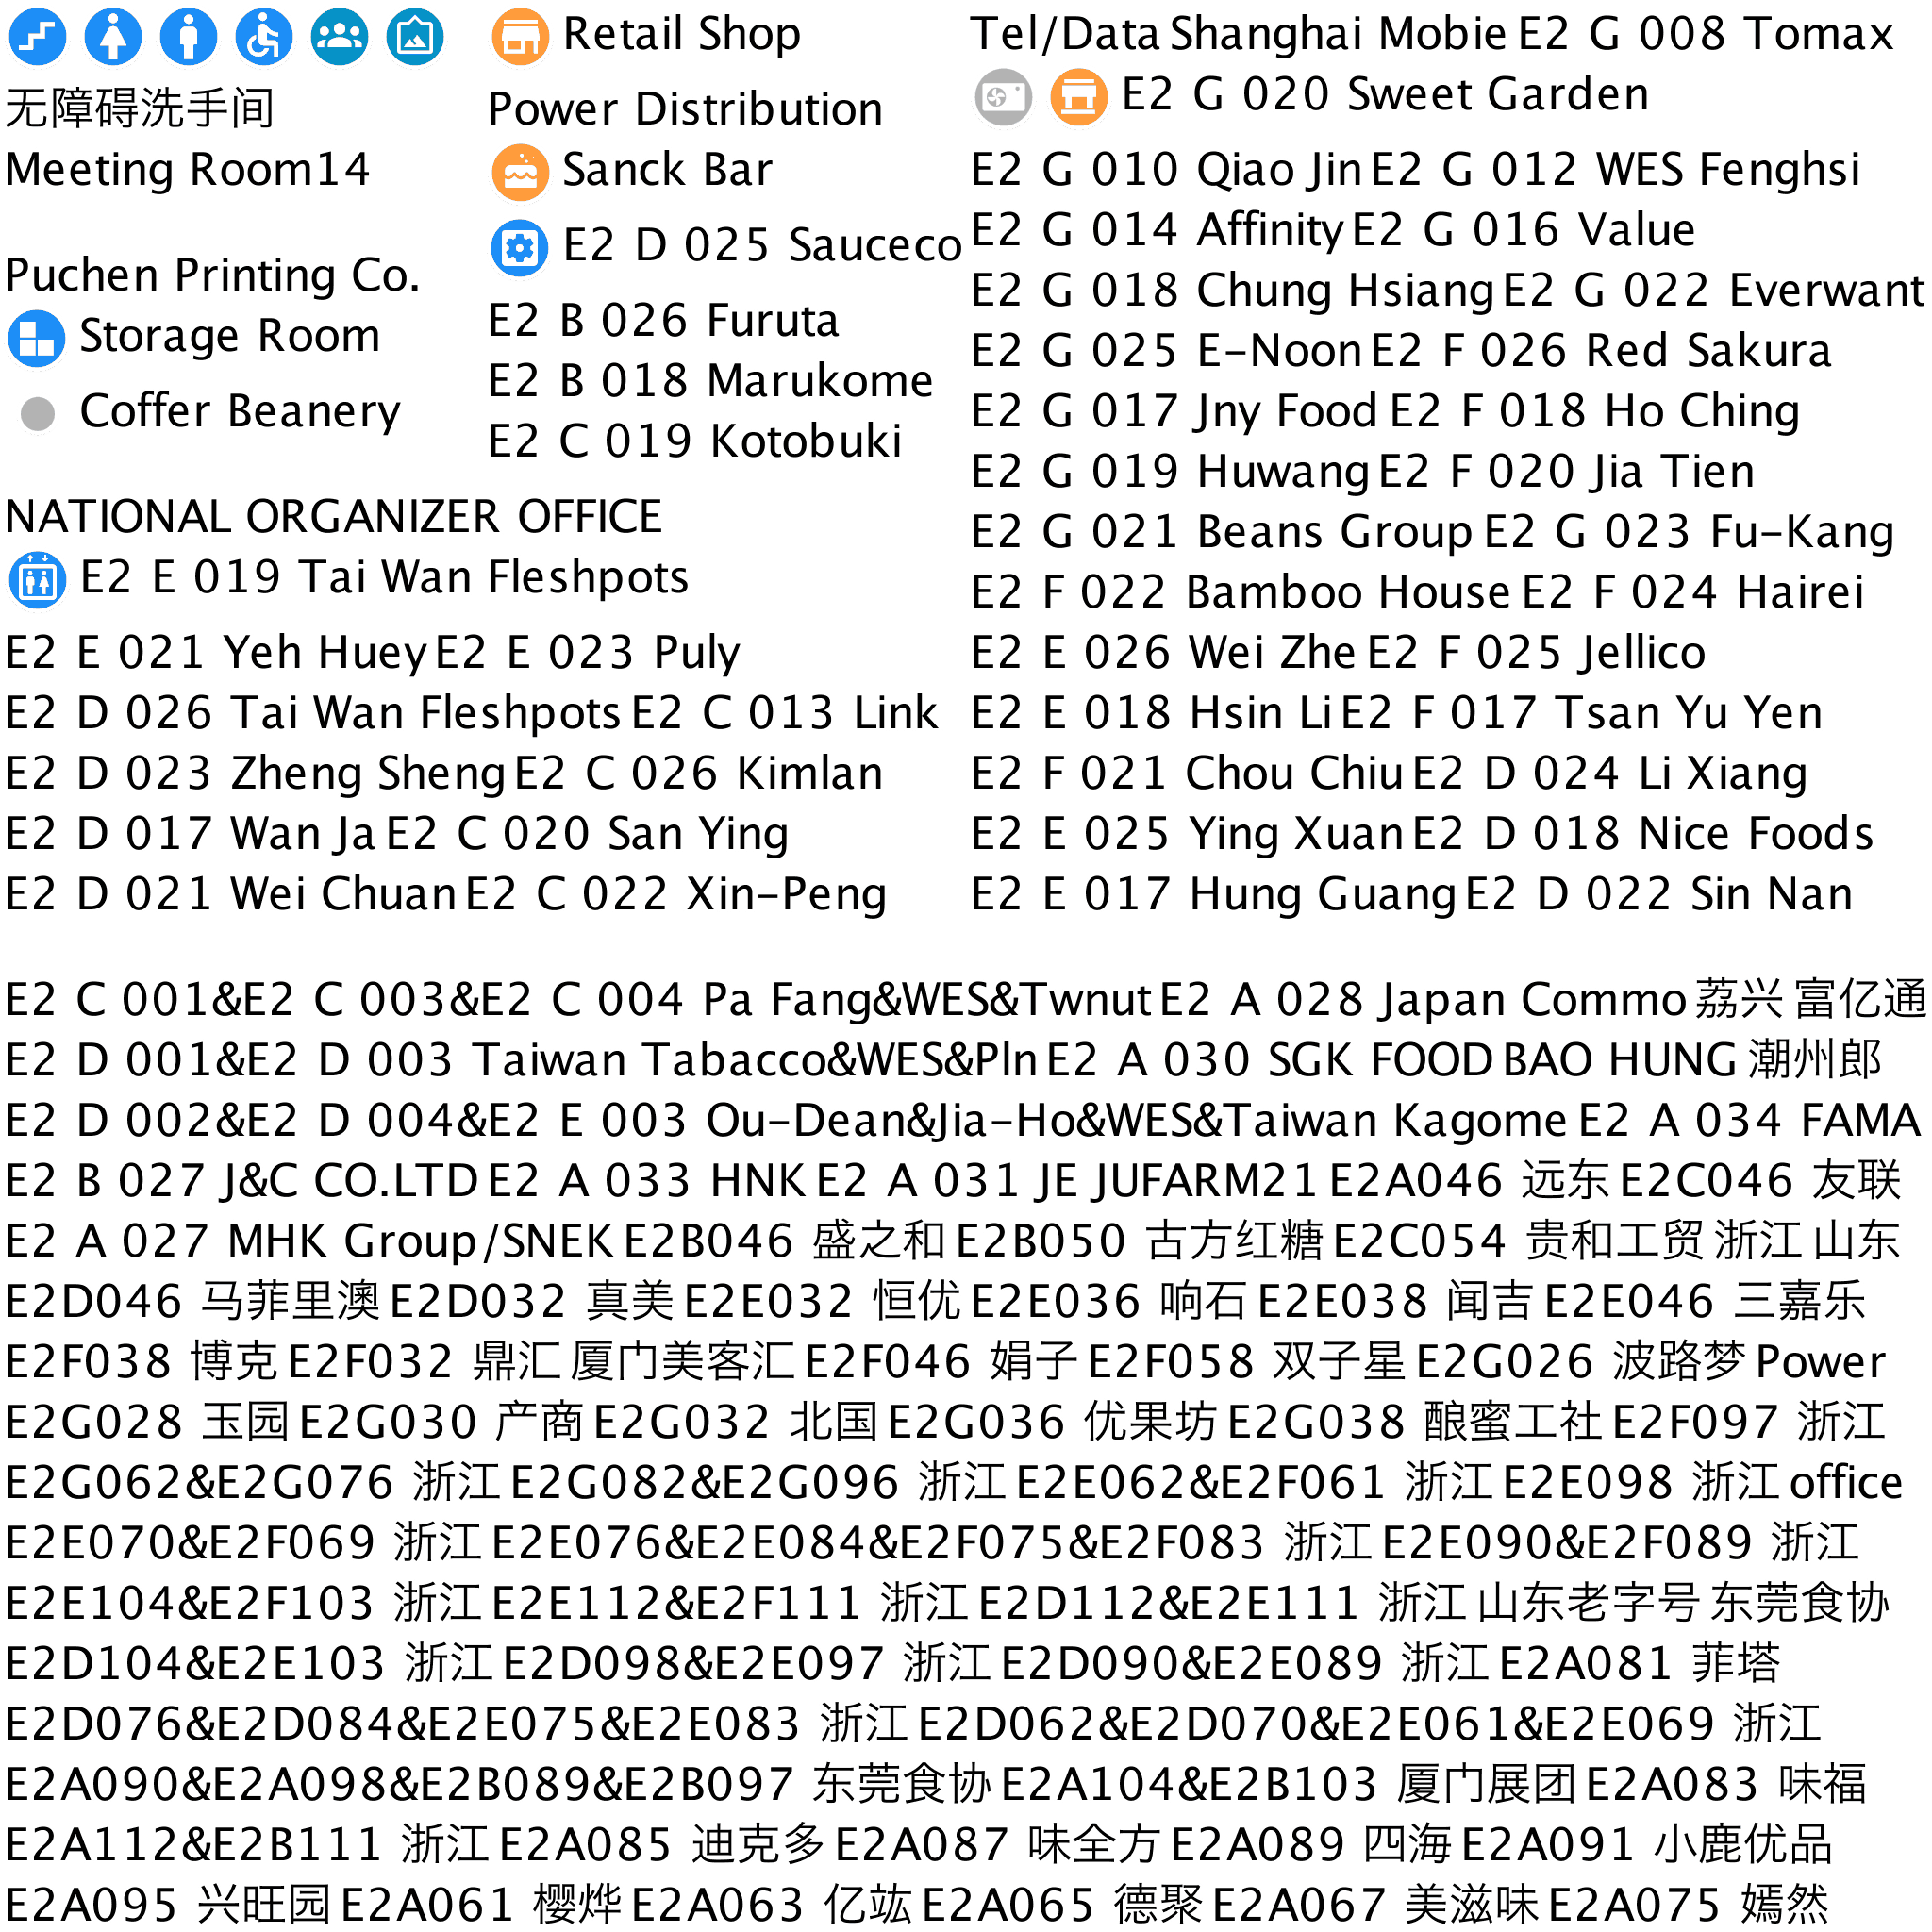 无障碍洗手间
Meeting Room14
Puchen Printing Co.
Storage Room
Coffer Beanery
Retail Shop
Power Distribution
Sanck Bar
E2 D 025 Sauceco
E2 B 026 Furuta
E2 B 018 Marukome
E2 C 019 Kotobuki
NATIONAL ORGANIZER OFFICE
E2 E 019 Tai Wan Fleshpots
E2 E 021 Yeh Huey E2 E 023 Puly
E2 D 026 Tai Wan Fleshpots E2 C 013 Link
E2 D 023 Zheng Sheng E2 C 026 Kimlan
E2 D 017 Wan Ja E2 C 020 San Ying
E2 D 021 Wei Chuan E2 C 022 Xin-Peng
Tel/Data Shanghai Mobie E2 G 008 Tomax
E2 G 020 Sweet Garden
E2 G 010 Qiao Jin E2 G 012 WES Fenghsi
E2 G 014 Affinity E2 G 016 Value
E2 G 018 Chung Hsiang E2 G 022 Everwant
E2 G 025 E-Noon E2 F 026 Red Sakura
E2 G 017 Jny Food E2 F 018 Ho Ching
E2 G 019 Huwang E2 F 020 Jia Tien
E2 G 021 Beans Group E2 G 023 Fu-Kang
E2 F 022 Bamboo House E2 F 024 Hairei
E2 E 026 Wei Zhe E2 F 025 Jellico
E2 E 018 Hsin Li E2 F 017 Tsan Yu Yen
E2 F 021 Chou Chiu E2 D 024 Li Xiang
E2 E 025 Ying Xuan E2 D 018 Nice Foods
E2 E 017 Hung Guang E2 D 022 Sin Nan
E2 C 001&E2 C 003&E2 C 004 Pa Fang&WES&Twnut E2 A 028 Japan Commo 荔兴 富亿通
E2 D 001&E2 D 003 Taiwan Tabacco&WES&Pln E2 A 030 SGK FOOD BAO HUNG 潮州郎
E2 D 002&E2 D 004&E2 E 003 Ou-Dean&Jia-Ho&WES&Taiwan Kagome E2 A 034 FAMA
E2 B 027 J&C CO.LTD E2 A 033 HNK E2 A 031 JE JUFARM21 E2A046 远东 E2C046 友联
E2 A 027 MHK Group/SNEK E2B046 盛之和 E2B050 古方红糖 E2C054 贵和工贸 浙江 山东
E2D046 马菲里澳 E2D032 真美 E2E032 恒优 E2E036 响石 E2E038 闻吉 E2E046 三嘉乐
E2F038 博克 E2F032 鼎汇 厦门美客汇 E2F046 娟子 E2F058 双子星 E2G026 波路梦 Power
E2G028 玉园 E2G030 产商 E2G032 北国 E2G036 优果坊 E2G038 酿蜜工社 E2F097 浙江
E2G062&E2G076 浙江 E2G082&E2G096 浙江 E2E062&E2F061 浙江 E2E098 浙江 office
E2E070&E2F069 浙江 E2E076&E2E084&E2F075&E2F083 浙江 E2E090&E2F089 浙江
E2E104&E2F103 浙江 E2E112&E2F111 浙江 E2D112&E2E111 浙江 山东老字号 东莞食协
E2D104&E2E103 浙江 E2D098&E2E097 浙江 E2D090&E2E089 浙江 E2A081 菲塔
E2D076&E2D084&E2E075&E2E083 浙江 E2D062&E2D070&E2E061&E2E069 浙江
E2A090&E2A098&E2B089&E2B097 东莞食协 E2A104&E2B103 厦门展团 E2A083 味福
E2A112&E2B111 浙江 E2A085 迪克多 E2A087 味全方 E2A089 四海 E2A091 小鹿优品
E2A095 兴旺园 E2A061 樱烨 E2A063 亿竑 E2A065 德聚 E2A067 美滋味 E2A075 嫣然